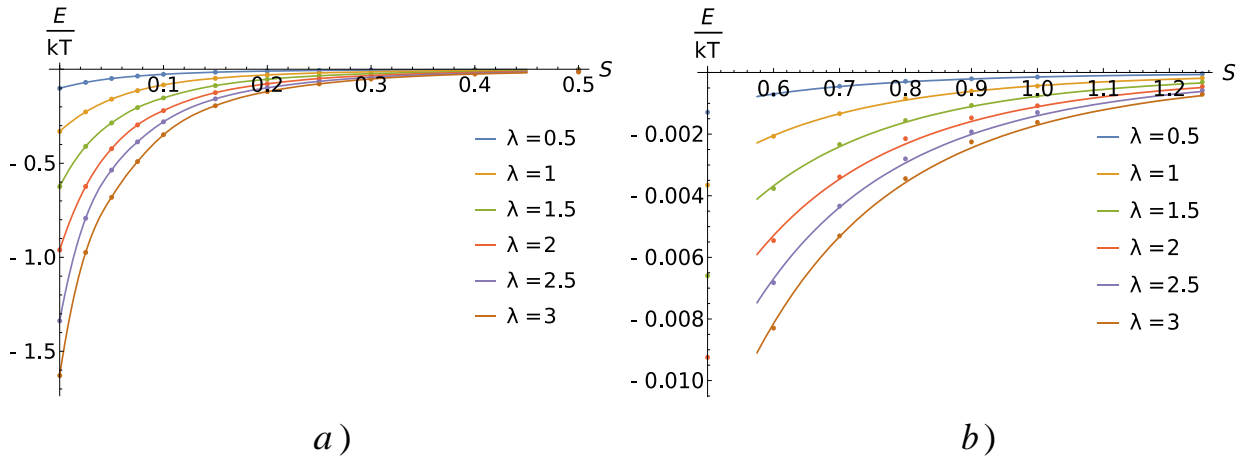 E
kT
0.1 0.2 0.3 0.4 0.5 S
- 0.5
- 1.0
- 1.5
λ = 0.5
λ = 1
λ = 1.5
λ = 2
λ = 2.5
λ = 3
a )
E
kT
0.6 0.7 0.8 0.9 1.0 1.1 1.2 S
- 0.002
- 0.004
- 0.006
- 0.008
- 0.010
λ = 0.5
λ = 1
λ = 1.5
λ = 2
λ = 2.5
λ = 3
b )